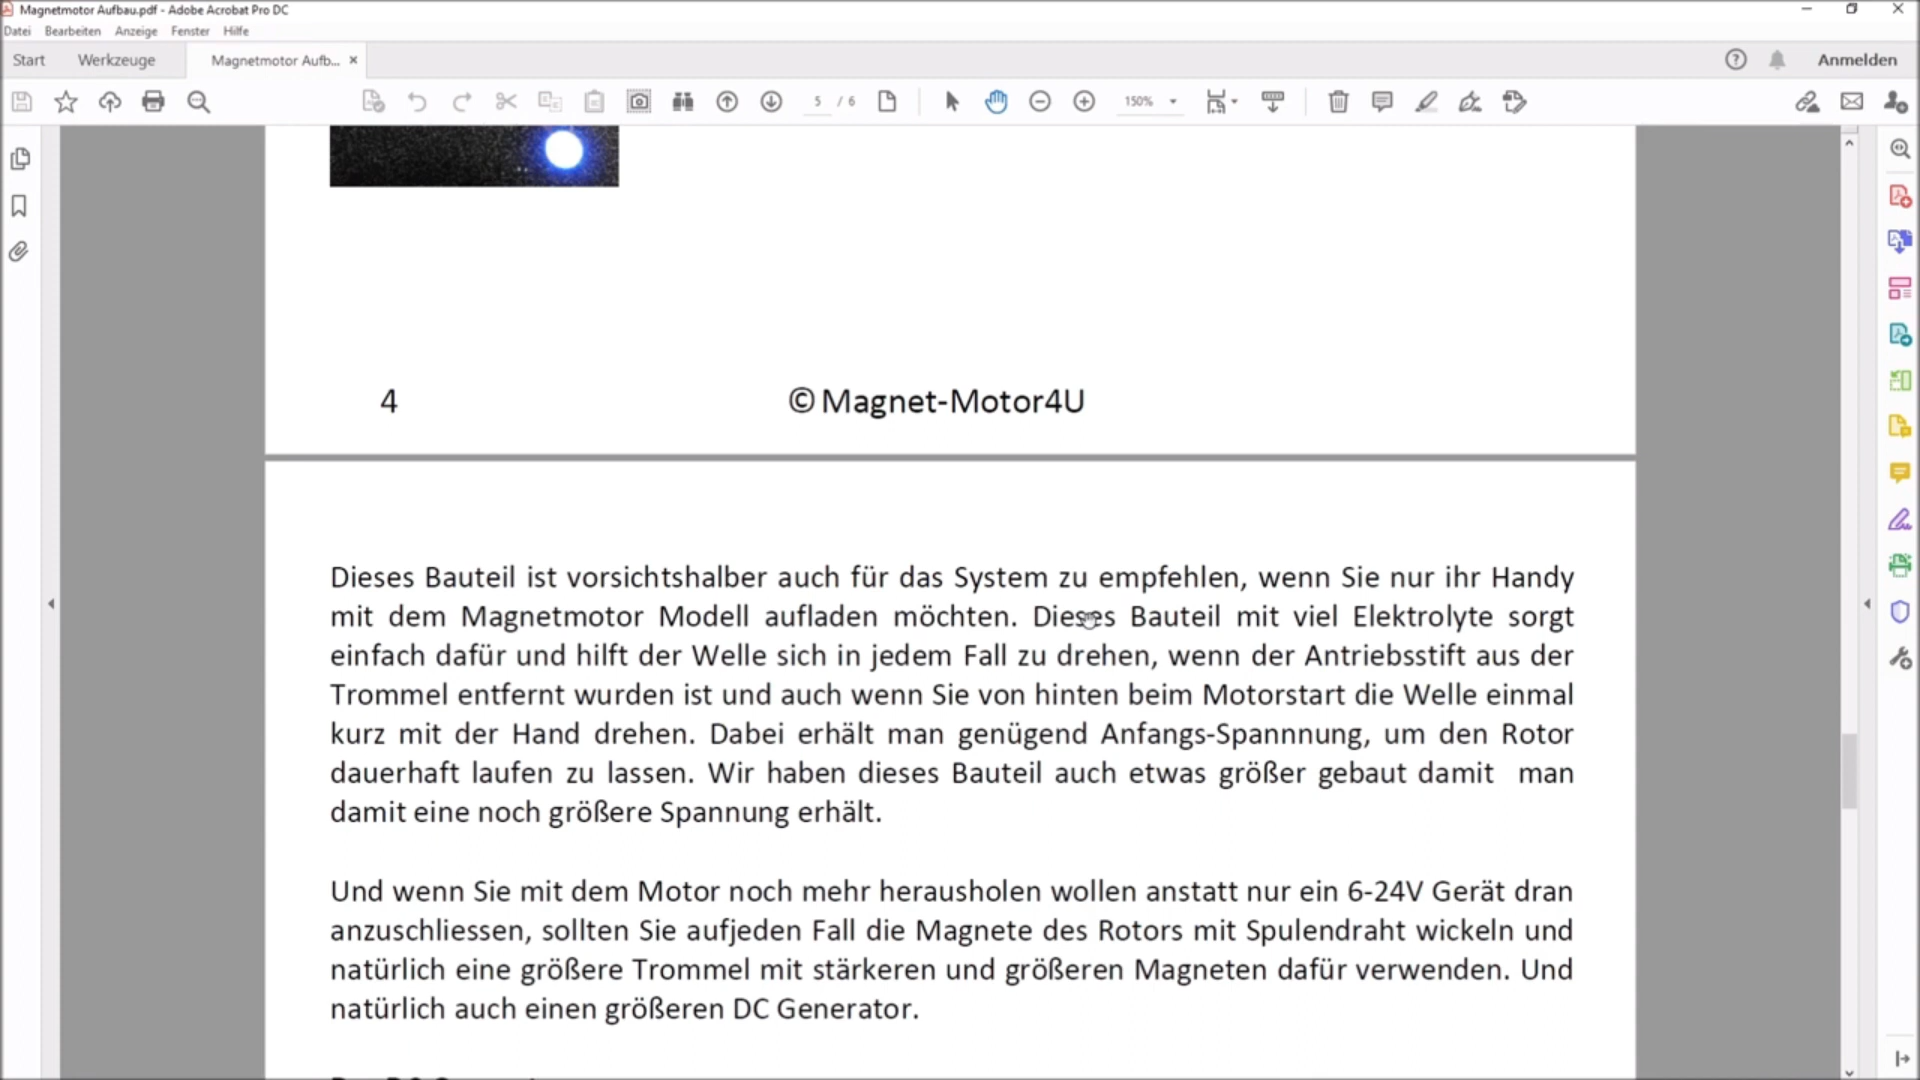 Magnetmotor Aufbau.pdf - Adobe Acrobat Pro DC
Datei Bearbeiten Anzeige Fenster Hilfe
Start Werkzeuge Magnetmotor Aufb... Anmelden
5 / 6 150%
4 © Magnet-Motor4U
Dieses Bauteil ist vorsichtshalber auch für das System zu empfehlen, wenn Sie nur ihr Handy
mit dem Magnetmotor Modell aufladen möchten. Dieses Bauteil mit viel Elektrolyte sorgt
einfach dafür und hilft der Welle sich in jedem Fall zu drehen, wenn der Antriebsstift aus der
Trommel entfernt wurden ist und auch wenn Sie von hinten beim Motorstart die Welle einmal
kurz mit der Hand drehen. Dabei erhält man genügend Anfangs-Spannnung, um den Rotor
dauerhaft laufen zu lassen. Wir haben dieses Bauteil auch etwas größer gebaut damit man
damit eine noch größere Spannung erhält.
Und wenn Sie mit dem Motor noch mehr herausholen wollen anstatt nur ein 6-24V Gerät dran
anzuschliessen, sollten Sie aufjeden Fall die Magnete des Rotors mit Spulendraht wickeln und
natürlich eine größere Trommel mit stärkeren und größeren Magneten dafür verwenden. Und
natürlich auch einen größeren DC Generator.